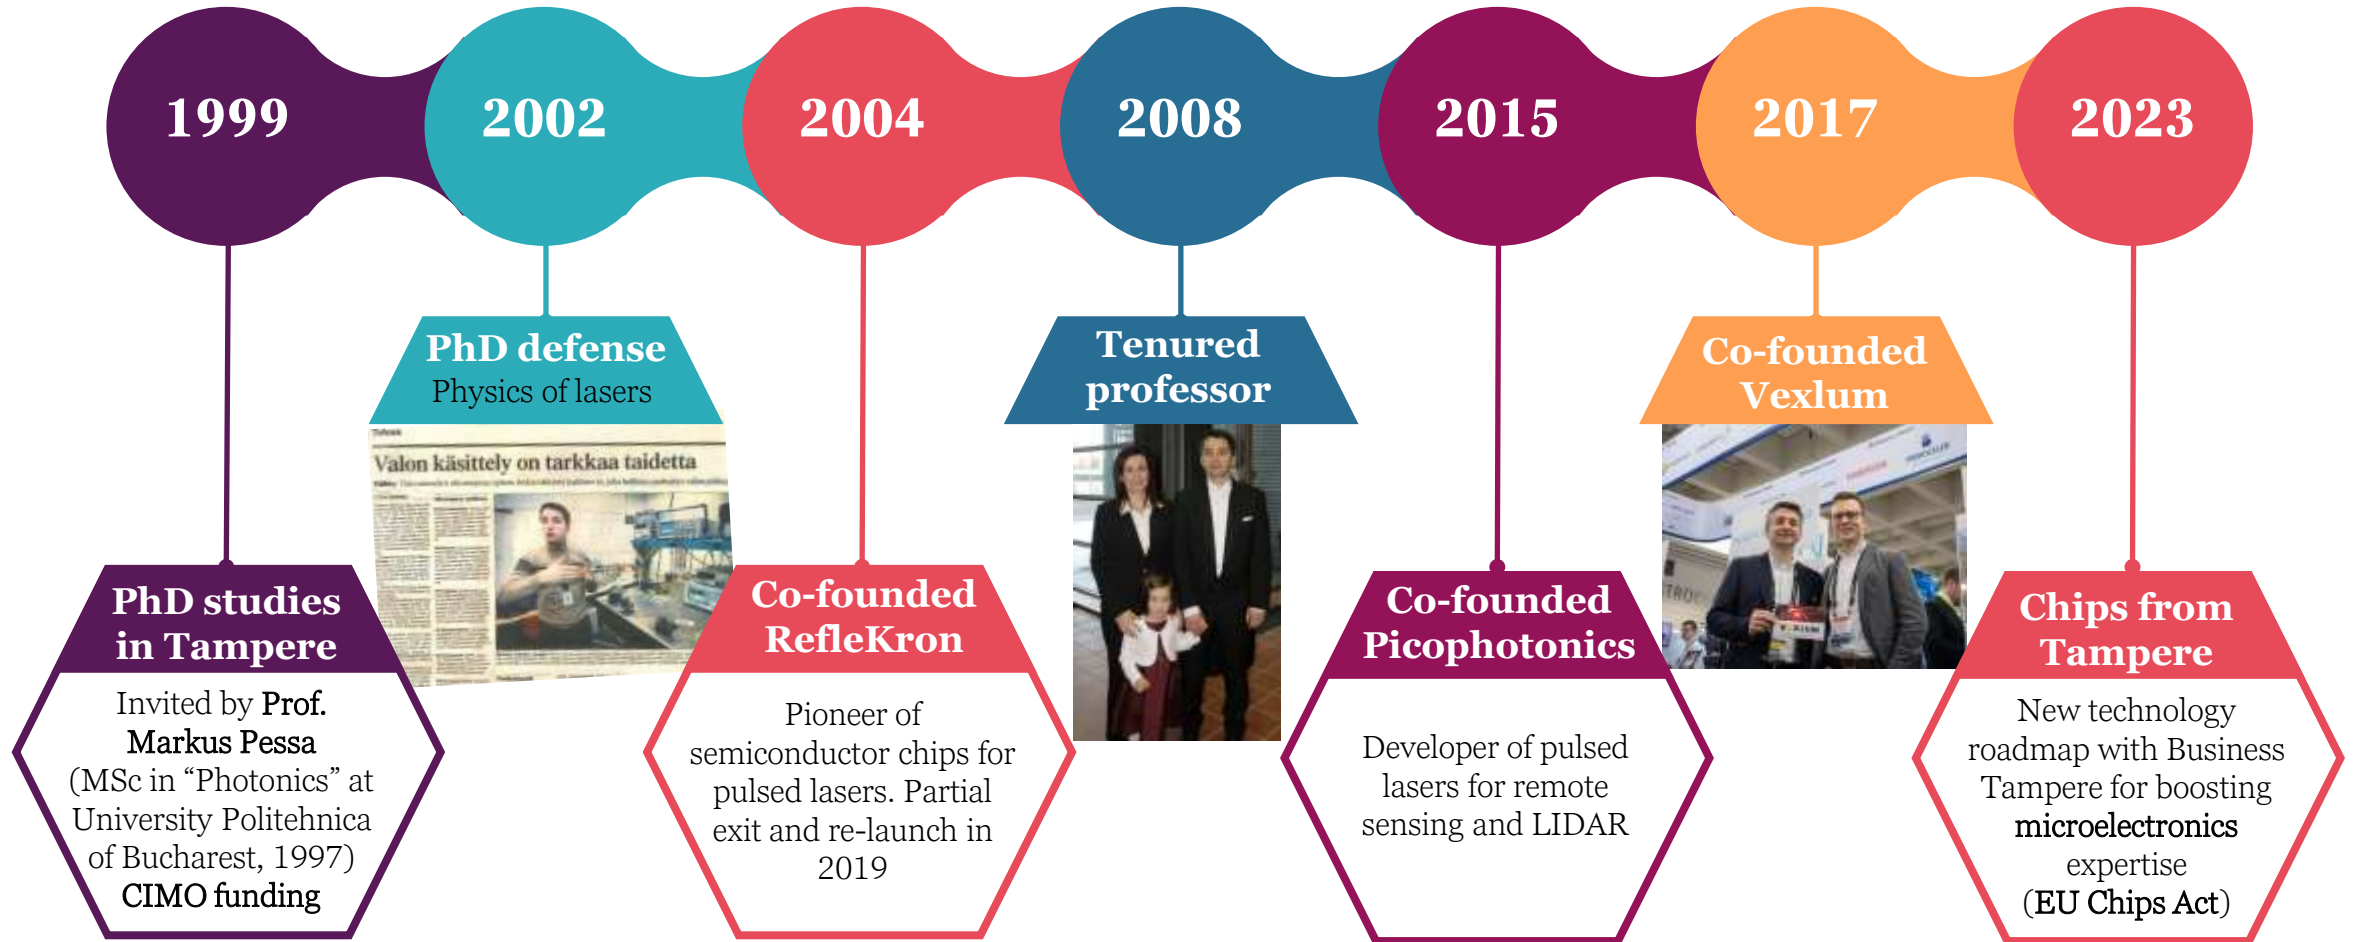 1999
2002
2004
2008
2015
2017
2023
PhD studies
in Tampere
Invited by Prof.
Markus Pessa
(MSc in “Photonics” at
University Politehnica
of Bucharest, 1997)
CIMO funding
PhD defense
Physics of lasers
Valon käsittely on tarkkaa taidetta
Co-founded
RefleKron
Pioneer of
semiconductor chips for
pulsed lasers. Partial
exit and re-launch in
2019
Tenured
professor
Co-founded
Picophotonics
Developer of pulsed
lasers for remote
sensing and LIDAR
Co-founded
Vexlum
Chips from
Tampere
New technology
roadmap with Business
Tampere for boosting
microelectronics
expertise
(EU Chips Act)